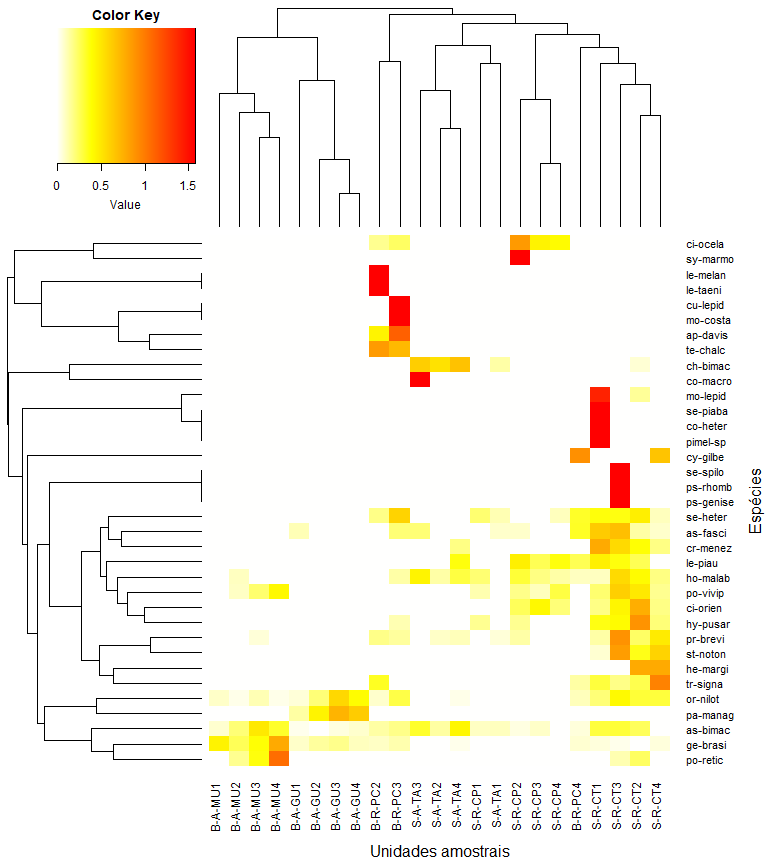 Color Key
0 0.5 1 1.5
Value
ci-ocela
sy-marmo
le-melan
le-taeni
cu-lepid
mo-costa
ap-davis
te-chalc
ch-bimac
co-macro
mo-lepid
se-piaba
co-heter
pimel-sp
cy-gilbe
se-spilo
ps-rhomb
ps-genise
se-heter
as-fasci
cr-menez
le-piau
ho-malab
po-vivip
ci-orien
hy-pusar
pr-brevi
st-noton
he-margi
tr-signa
or-nilot
pa-manag
as-bimac
ge-brasi
po-retic
Espécies
B-A-MU1
B-A-MU2
B-A-MU3
B-A-MU4
B-A-GU1
B-A-GU2
B-A-GU3
B-A-GU4
B-R-PC2
B-R-PC3
S-A-TA3
S-A-TA2
S-A-TA4
S-R-CP1
S-A-TA1
S-R-CP2
S-R-CP3
S-R-CP4
B-R-PC4
S-R-CT1
S-R-CT3
S-R-CT2
S-R-CT4
Unidades amostrais